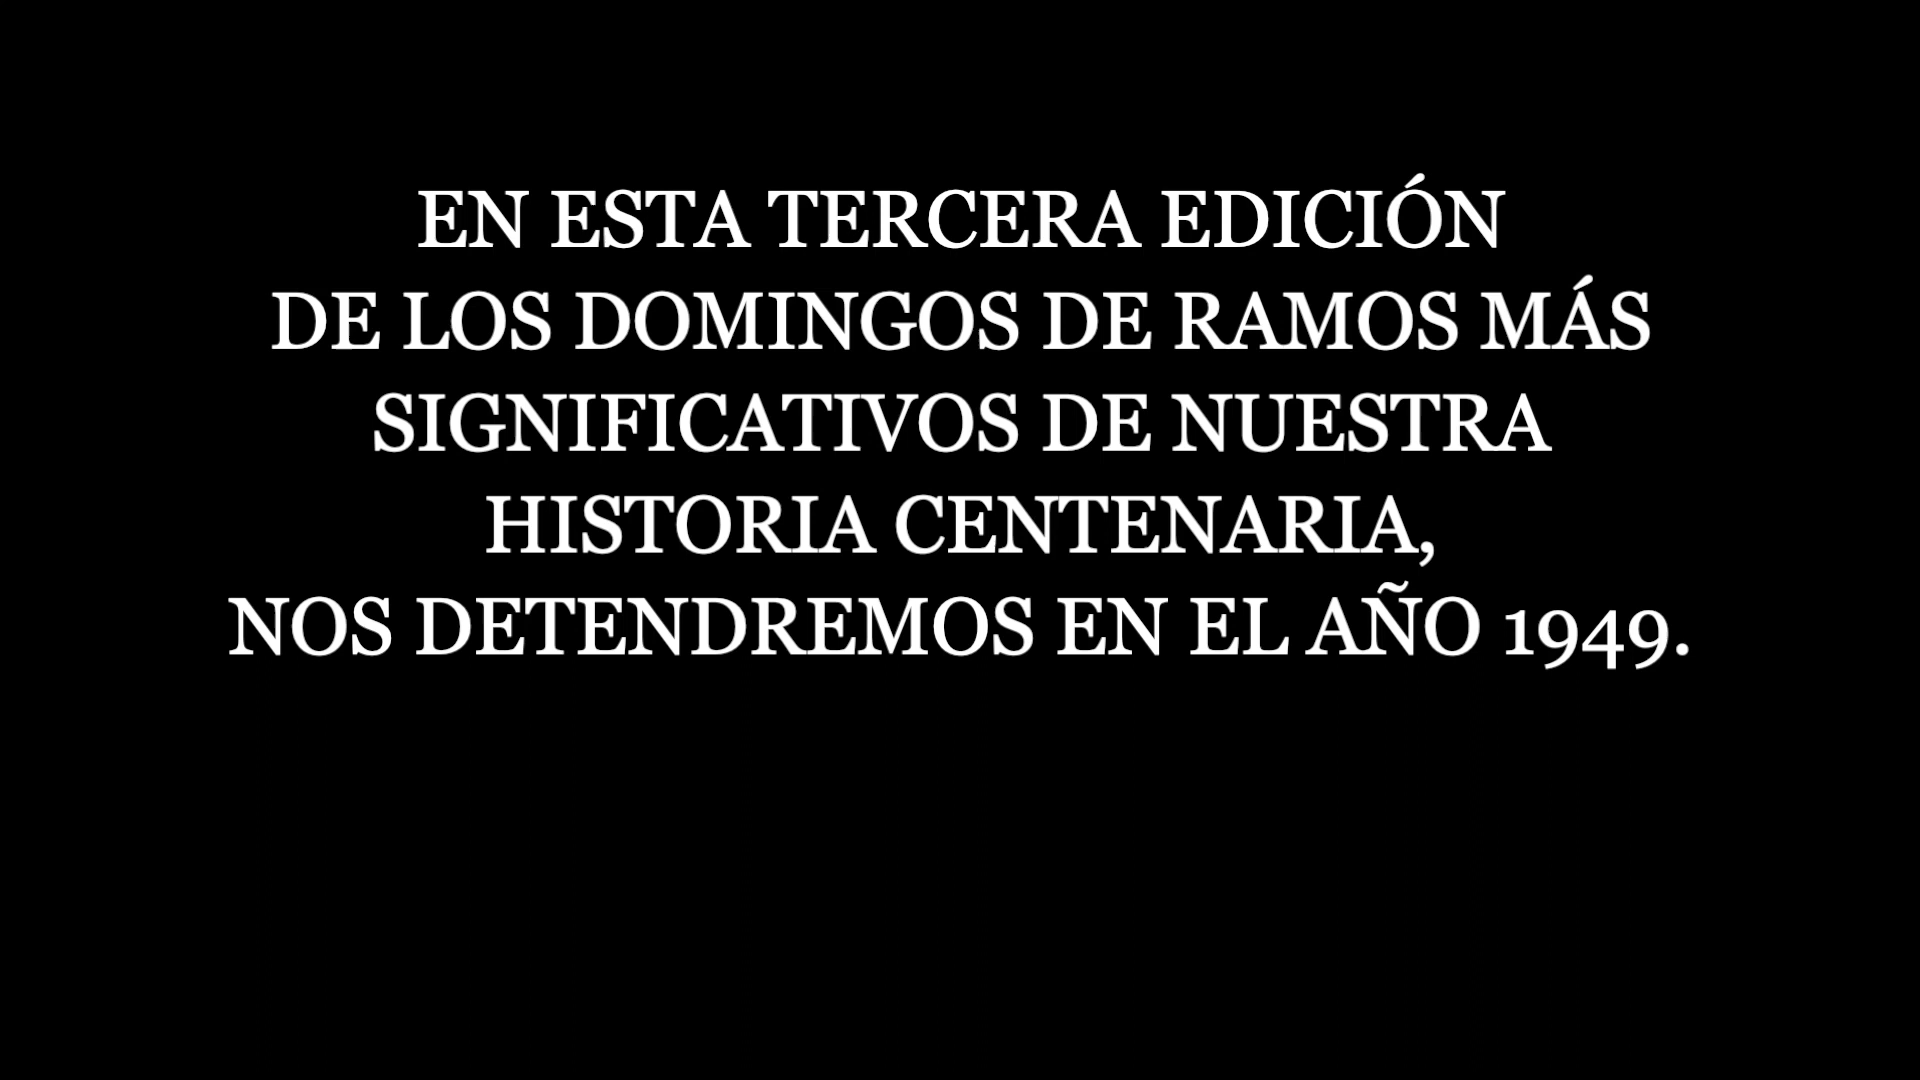 EN ESTA TERCERA EDICIÓN
DE LOS DOMINGOS DE RAMOS MÁS
SIGNIFICATIVOS DE NUESTRA
HISTORIA CENTENARIA,
NOS DETENDREMOS EN EL AÑO 1949.